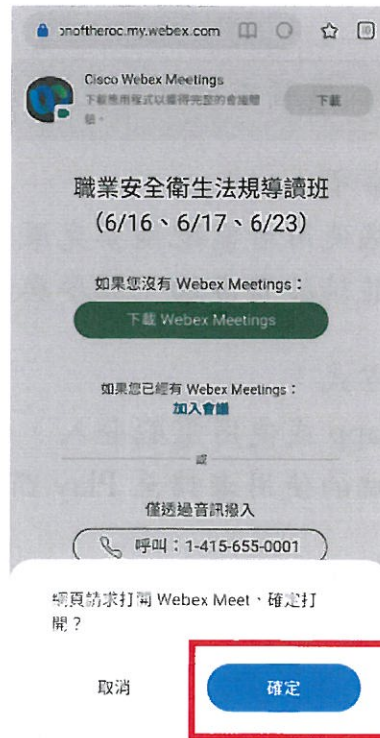 onoftheroc.my.webex.com
Cisco Webex Meetings
下載
下載應用程式以獲得完整的會議體
驗。
職業安全衛生法規導讀班
（6/16、6/17、6/23）
如果您沒有 Webex Meetings：
下載 Webex Meetings
如果您已經有 Webex Meetings：
加入會議
或
僅透過音訊撥入
呼叫：1-415-655-0001
網頁請求打開 Webex Meet，確定打
開？
取消
確定